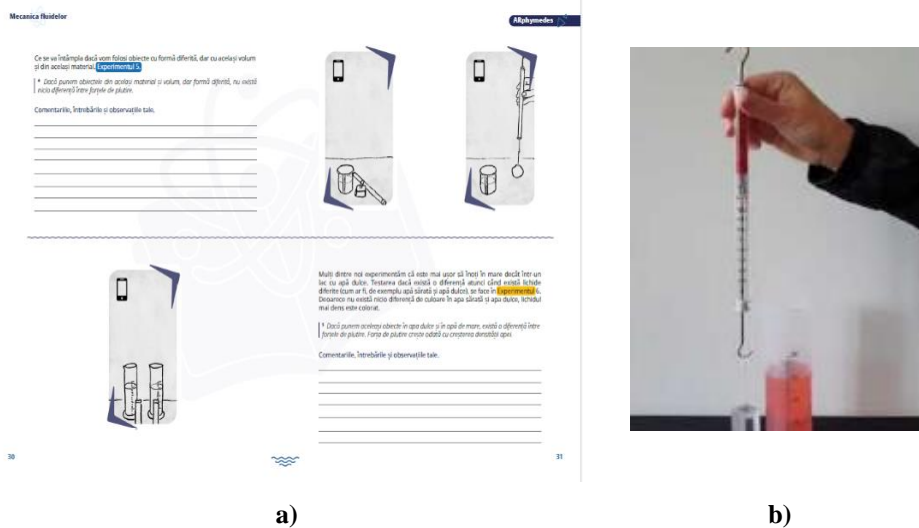 Mecanica fluidelor
ARphymedes
Ce se va întâmpla dacă vom folosi obiecte cu formă diferită, dar cu același volum
și din același material, Experimentul 5.
* Dacă punem obiectele din același material și volum, dar formă diferită, nu există
nicio diferență între forțele de plutire.
Comentariile, întrebările și observațiile tale.
Mulți dintre noi experimentăm că este mai ușor să înoți în mare decât într-un
lac cu apă dulce. Testarea dacă există o diferență atunci când există lichide
diferite (cum ar fi, de exemplu apă sărată și apă dulce), se face în Experimentul 6.
Deoarece nu există nicio diferență de culoare în apa sărată și apa dulce, lichidul
mai dens este colorat.
* Dacă punem aceleași obiecte în apa dulce și în apă de mare, există o diferență între
forțele de plutire. Forța de plutire crește odată cu creșterea densității apei.
Comentariile, întrebările și observațiile tale.
30
31
a)
b)